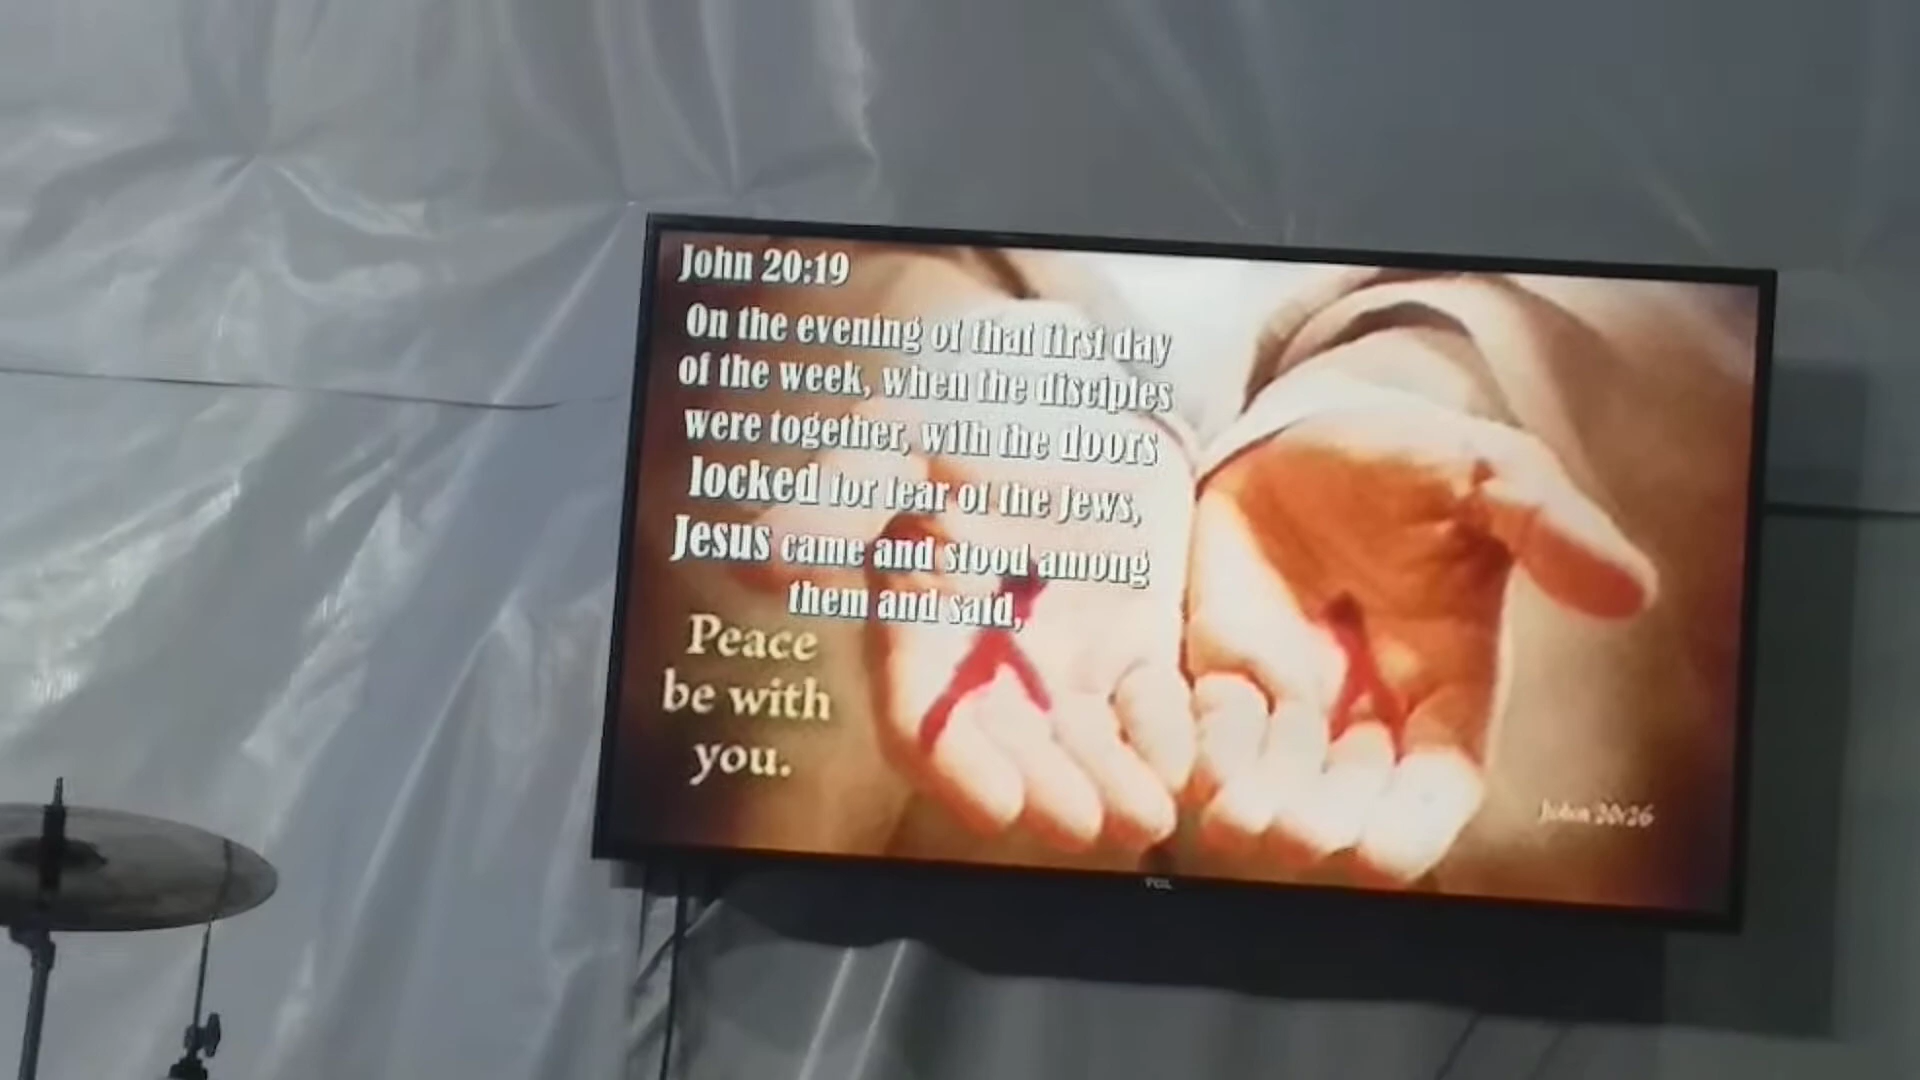 John 20:19
On the evening of that first day
of the week, when the disciples
were together, with the doors
locked for fear of the Jews,
Jesus came and stood among
them and said,
Peace
be with
you.
John 20:26
TCL